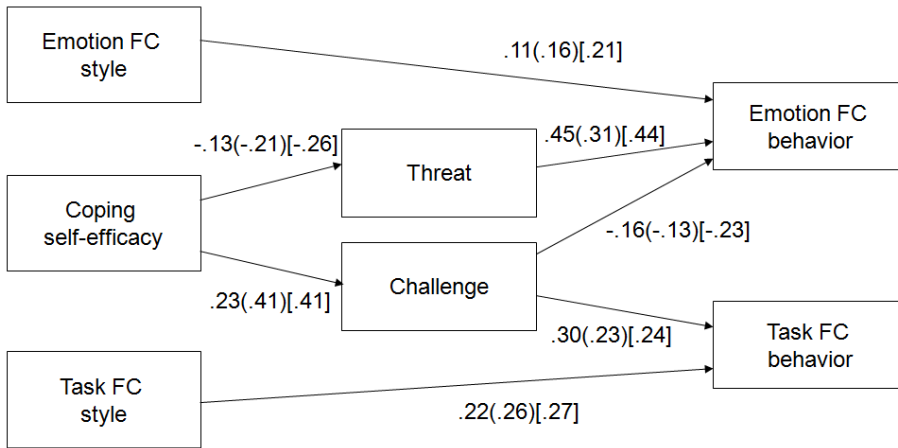 Emotion FC
style
.11(.16)[.21]
Emotion FC
behavior
-.13(-.21)[-.26]
Threat
.45(.31)[.44]
Coping
self-efficacy
-.16(-.13)[-.23]
.23(.41)[.41]
Challenge
.30(.23)[.24]
Task FC
behavior
Task FC
style
.22(.26)[.27]